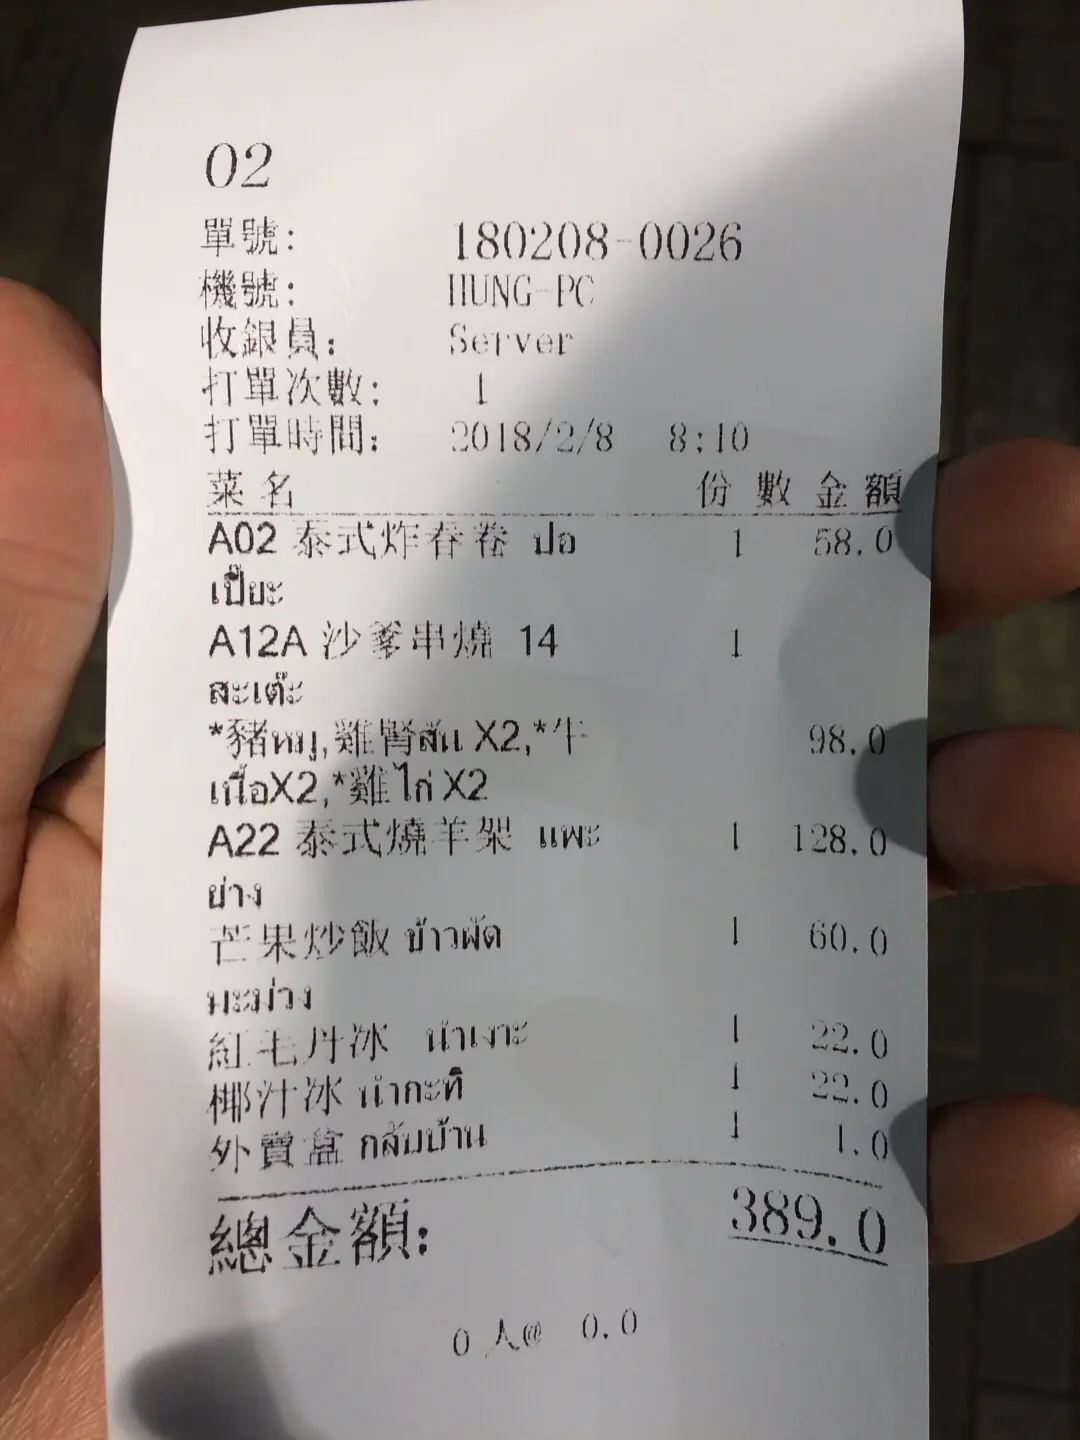 02
單號: 180208-0026
機號: HUNG-PC
收銀員: Server
打單次數: 1
打單時間: 2018/2/8 8:10
菜名 份數 金額
A02 泰式炸春卷 ปอ 1 58.0
เปี๊ยะ
A12A 沙爹串燒 14 1
สะเต๊ะ
*豬หมู,雞腎สัน X2,*牛 98.0
เนื้อX2,*雞ไก่ X2
A22 泰式燒羊架 แพะ 1 128.0
ย่าง
芒果炒飯 ข้าวผัด 1 60.0
มะม่วง
紅毛丹冰 น้ำเงาะ 1 22.0
椰汁冰 น้ำกะทิ 1 22.0
外賣盒 กลับบ้าน 1 1.0
總金額: 389.0
0 人@ 0.0